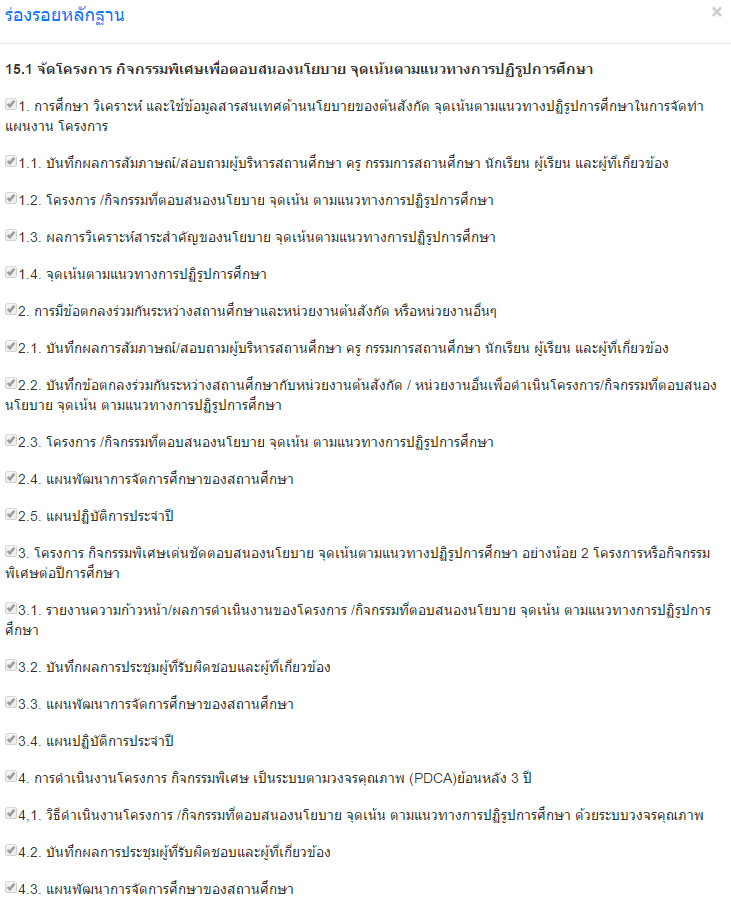 ร่องรอยหลักฐาน
×
15.1 จัดโครงการ กิจกรรมพิเศษเพื่อตอบสนองนโยบาย จุดเน้นตามแนวทางการปฏิรูปการศึกษา
1. การศึกษา วิเคราะห์ และใช้ข้อมูลสารสนเทศด้านนโยบายของต้นสังกัด จุดเน้นตามแนวทางปฏิรูปการศึกษาในการจัดทำ
แผนงาน โครงการ
1.1. บันทึกผลการสัมภาษณ์/สอบถามผู้บริหารสถานศึกษา ครู กรรมการสถานศึกษา นักเรียน ผู้เรียน และผู้ที่เกี่ยวข้อง
1.2. โครงการ /กิจกรรมที่ตอบสนองนโยบาย จุดเน้น ตามแนวทางการปฏิรูปการศึกษา
1.3. ผลการวิเคราะห์สาระสำคัญของนโยบาย จุดเน้นตามแนวทางการปฏิรูปการศึกษา
1.4. จุดเน้นตามแนวทางการปฏิรูปการศึกษา
2. การมีข้อตกลงร่วมกันระหว่างสถานศึกษาและหน่วยงานต้นสังกัด หรือหน่วยงานอื่นๆ
2.1. บันทึกผลการสัมภาษณ์/สอบถามผู้บริหารสถานศึกษา ครู กรรมการสถานศึกษา นักเรียน ผู้เรียน และผู้ที่เกี่ยวข้อง
2.2. บันทึกข้อตกลงร่วมกันระหว่างสถานศึกษากับหน่วยงานต้นสังกัด / หน่วยงานอื่นเพื่อดำเนินโครงการ/กิจกรรมที่ตอบสนอง
นโยบาย จุดเน้น ตามแนวทางการปฏิรูปการศึกษา
2.3. โครงการ /กิจกรรมที่ตอบสนองนโยบาย จุดเน้น ตามแนวทางการปฏิรูปการศึกษา
2.4. แผนพัฒนาการจัดการศึกษาของสถานศึกษา
2.5. แผนปฏิบัติการประจำปี
3. โครงการ กิจกรรมพิเศษเด่นชัดตอบสนองนโยบาย จุดเน้นตามแนวทางปฏิรูปการศึกษา อย่างน้อย 2 โครงการหรือกิจกรรม
พิเศษต่อปีการศึกษา
3.1. รายงานความก้าวหน้า/ผลการดำเนินงานของโครงการ /กิจกรรมที่ตอบสนองนโยบาย จุดเน้น ตามแนวทางการปฏิรูปการ
ศึกษา
3.2. บันทึกผลการประชุมผู้ที่รับผิดชอบและผู้ที่เกี่ยวข้อง
3.3. แผนพัฒนาการจัดการศึกษาของสถานศึกษา
3.4. แผนปฏิบัติการประจำปี
4. การดำเนินงานโครงการ กิจกรรมพิเศษ เป็นระบบตามวงจรคุณภาพ (PDCA)ย้อนหลัง 3 ปี
4,1. วิธีดำเนินงานโครงการ /กิจกรรมที่ตอบสนองนโยบาย จุดเน้น ตามแนวทางการปฏิรูปการศึกษา ด้วยระบบวงจรคุณภาพ
4.2. บันทึกผลการประชุมผู้ที่รับผิดชอบและผู้ที่เกี่ยวข้อง
4.3. แผนพัฒนาการจัดการศึกษาของสถานศึกษา